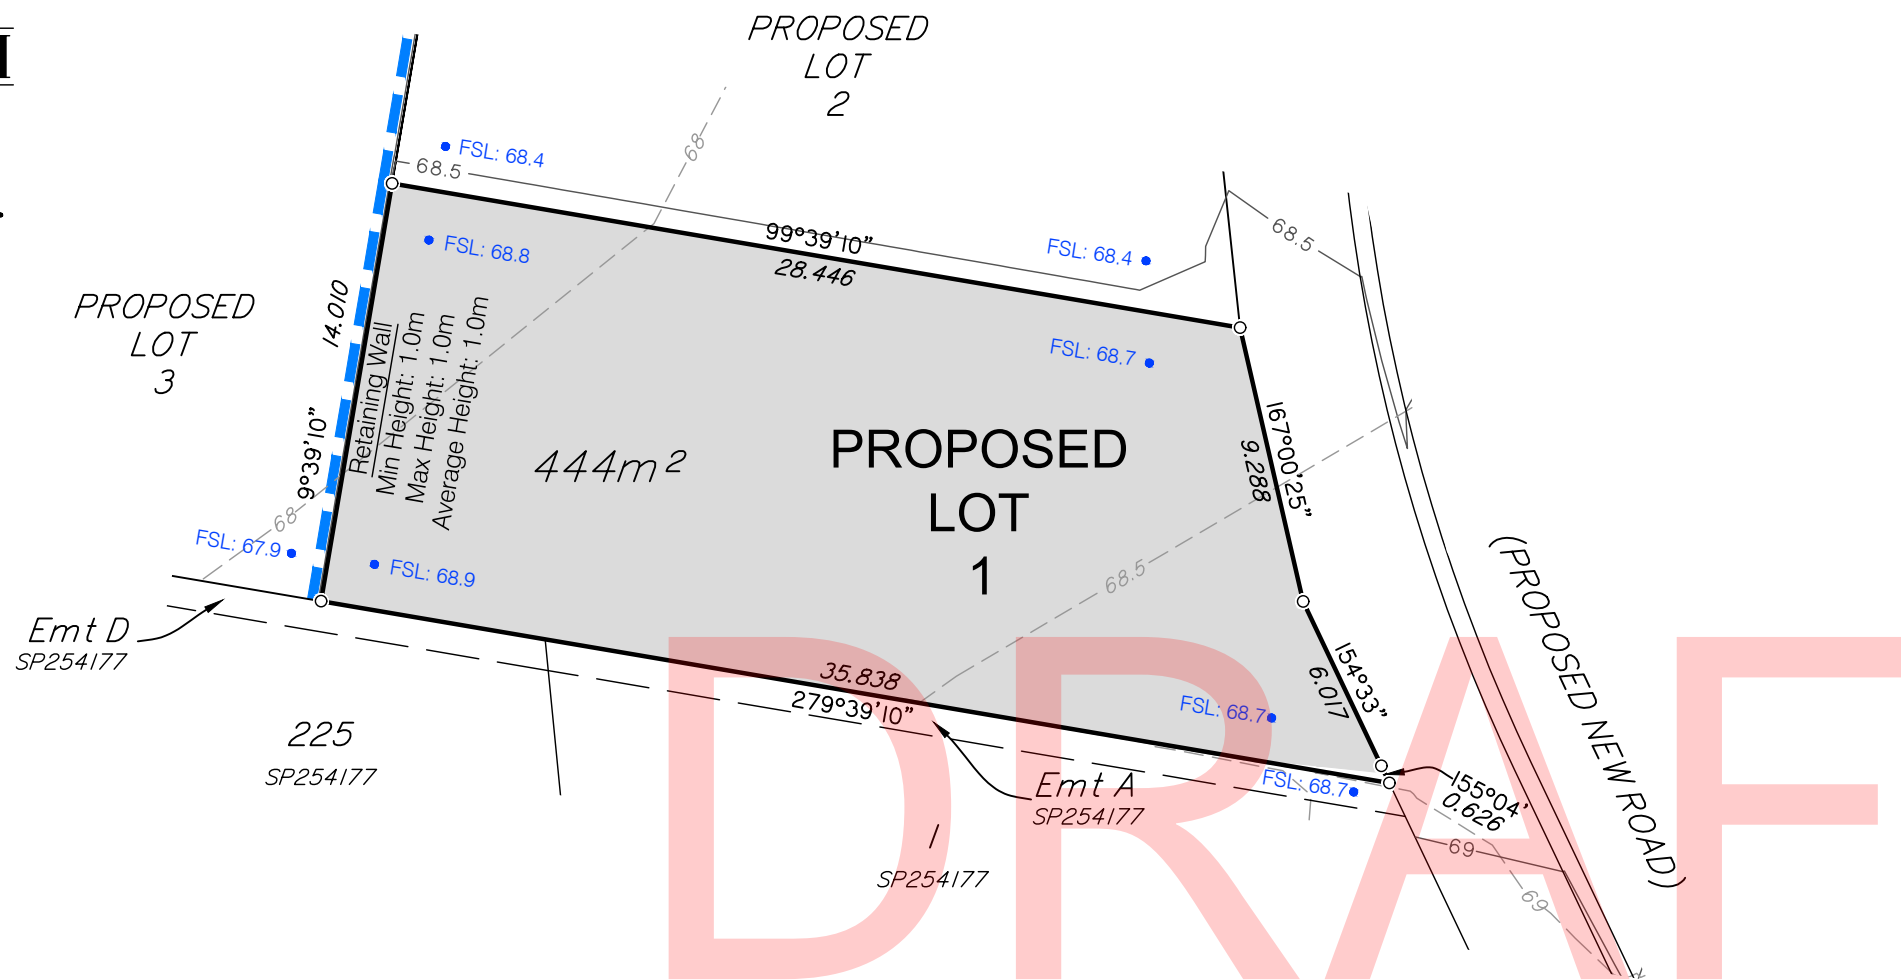 PROPOSED
LOT
2
68
FSL: 68.4
68.5
99°39'10"
28.446
FSL: 68.4
68.5
FSL: 68.8
PROPOSED
LOT
3
14.010
9°39'10"
Retaining Wall
Min Height: 1.0m
Max Height: 1.0m
Average Height: 1.0m
FSL: 68.7
444m²
PROPOSED
LOT
1
167°00'25"
9.288
68
FSL: 67.9
FSL: 68.9
68.5
(PROPOSED NEW ROAD)
Emt D
SP254177
35.838
279°39'10"
154°33"
6.017
FSL: 68.7
225
SP254177
Emt A
SP254177
FSL: 68.7
155°04'
0.626
1
SP254177
69
69
DRAF